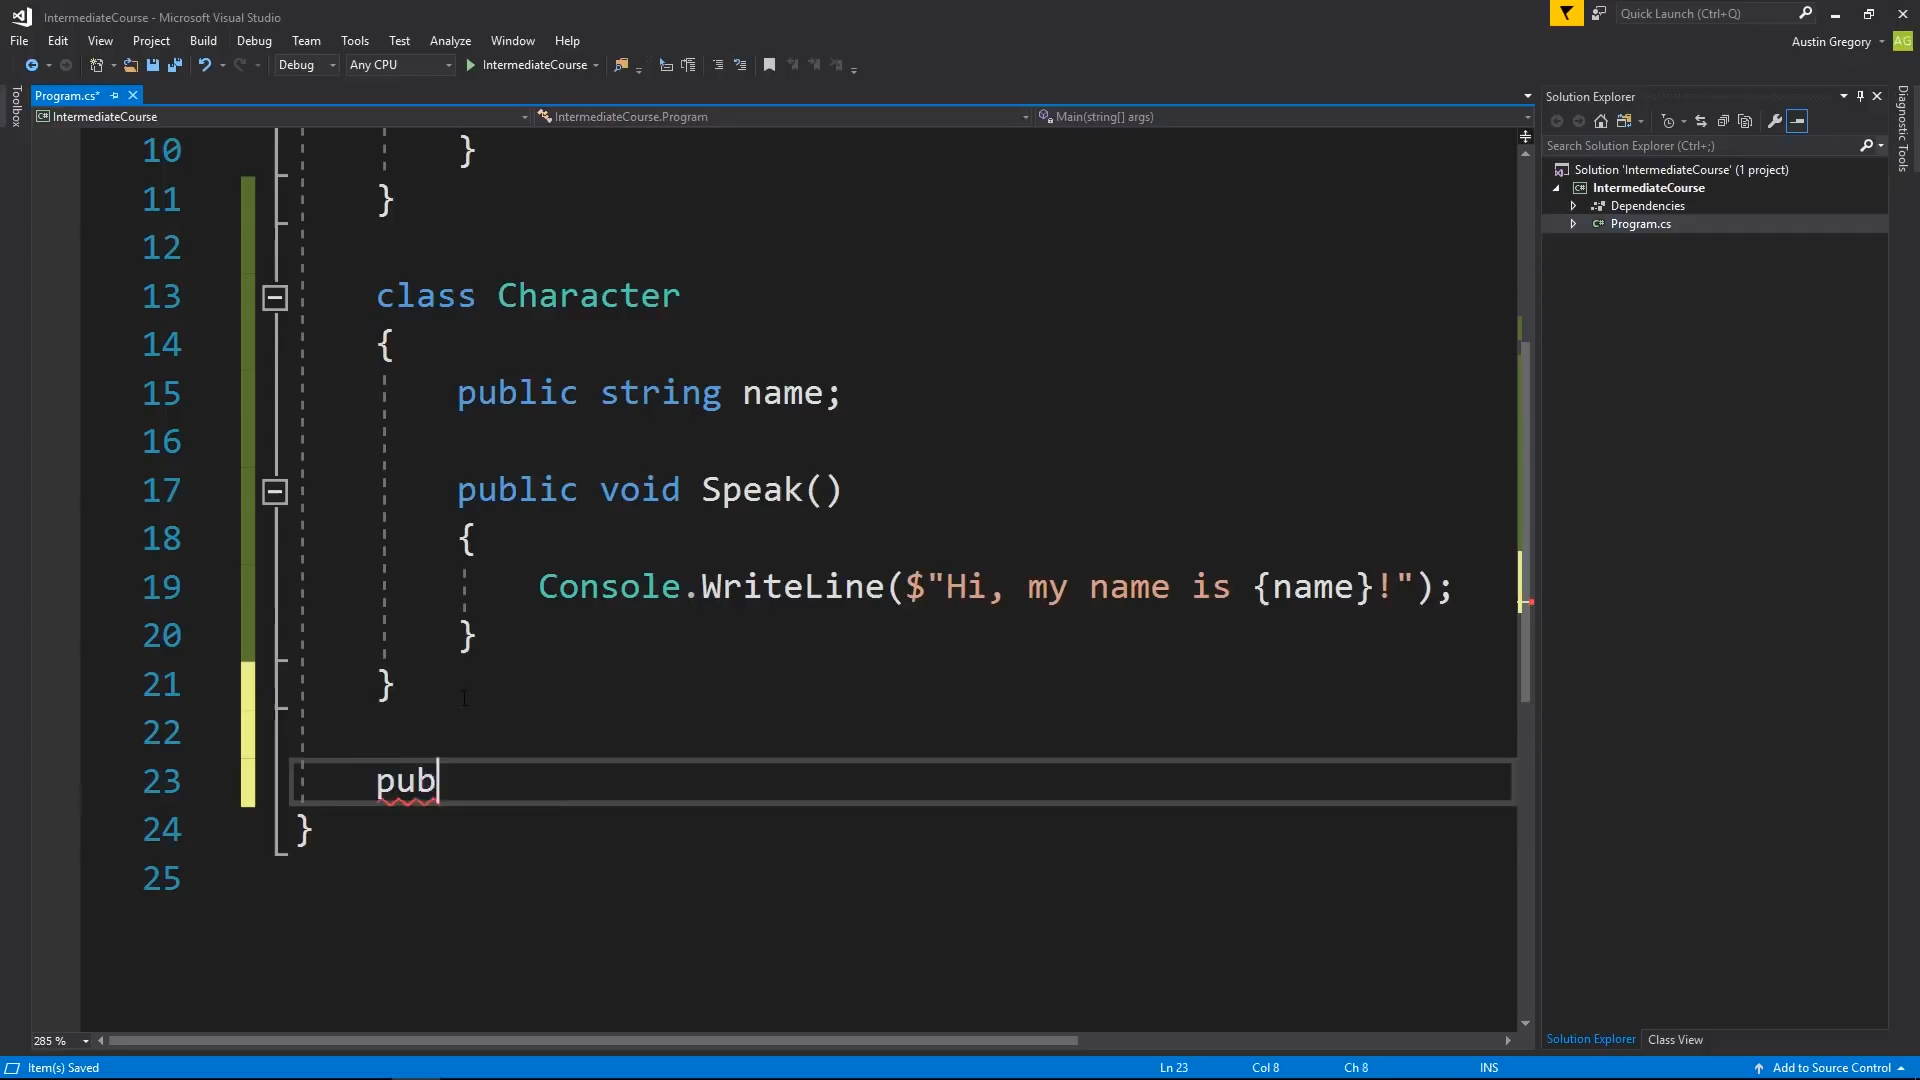 IntermediateCourse - Microsoft Visual Studio
Quick Launch (Ctrl+Q)
File Edit View Project Build Debug Team Tools Test Analyze Window Help
Austin Gregory AG
Debug Any CPU IntermediateCourse
Toolbox
Program.cs*
IntermediateCourse IntermediateCourse.Program Main(string[] args)
10 }
11 }
12
13 class Character
14 {
15 public string name;
16
17 public void Speak()
18 {
19 Console.WriteLine($"Hi, my name is {name}!");
20 }
21 }
22
23 pub
24 }
25
285 %
Solution Explorer
Search Solution Explorer (Ctrl+;)
Solution 'IntermediateCourse' (1 project)
C# IntermediateCourse
Dependencies
C# Program.cs
Solution Explorer Class View
Diagnostic Tools
Item(s) Saved Ln 23 Col 8 Ch 8 INS Add to Source Control